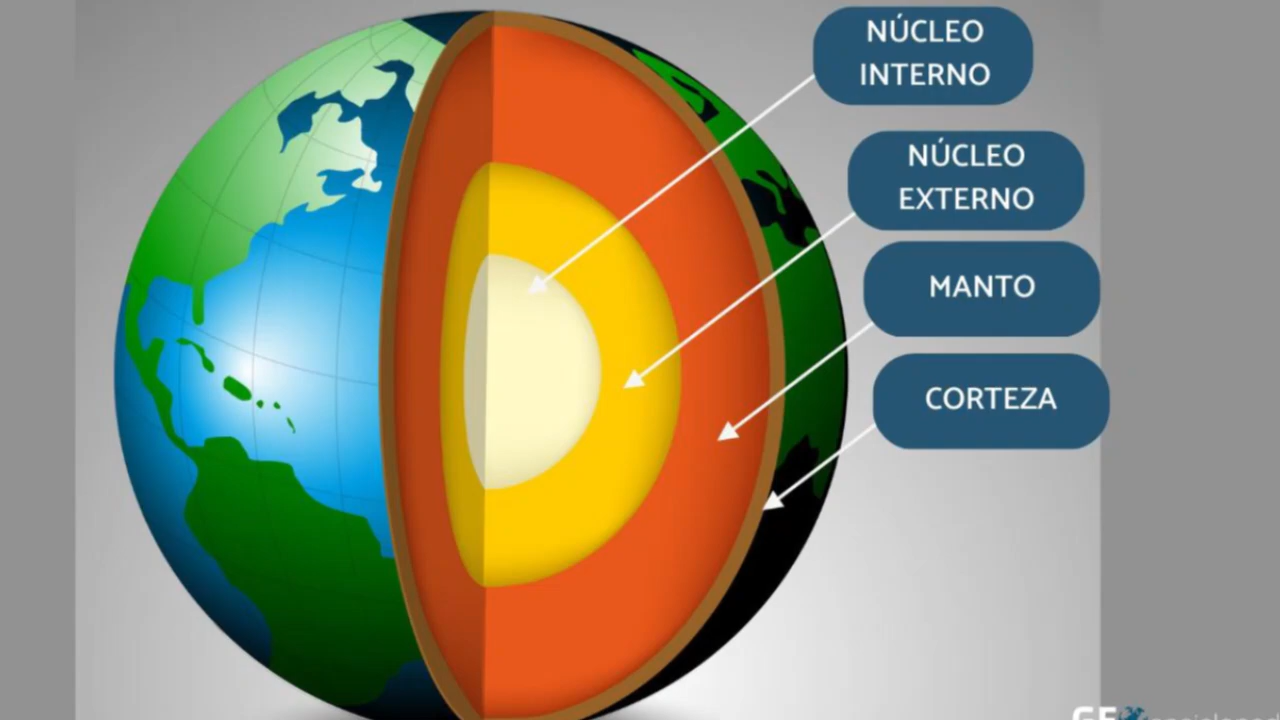 NÚCLEO
INTERNO
NÚCLEO
EXTERNO
MANTO
CORTEZA